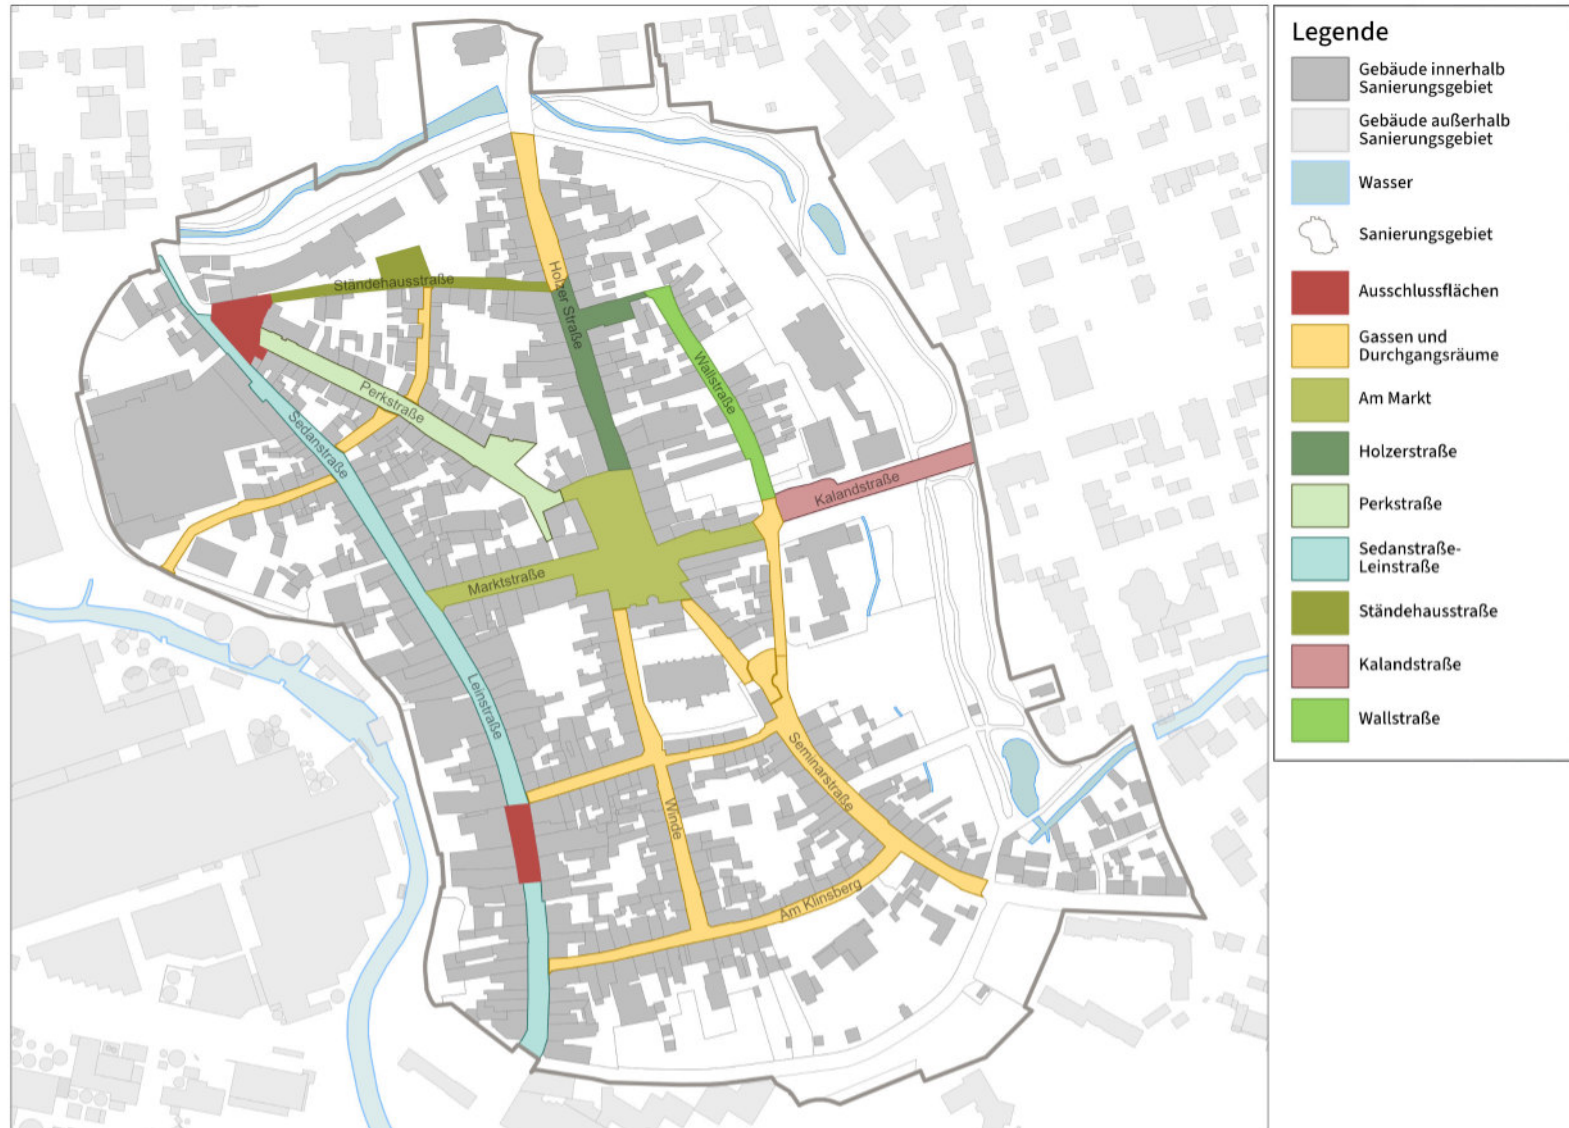 Holzer Straße
Ständehausstraße
Wallstraße
Perkstraße
Sedanstraße
Kalandstraße
Marktstraße
Leinstraße
Seminarstraße
Winde
Am Klinsberg
Legende
Gebäude innerhalb
Sanierungsgebiet
Gebäude außerhalb
Sanierungsgebiet
Wasser
Sanierungsgebiet
Ausschlussflächen
Gassen und
Durchgangsräume
Am Markt
Holzerstraße
Perkstraße
Sedanstraße-
Leinstraße
Ständehausstraße
Kalandstraße
Wallstraße